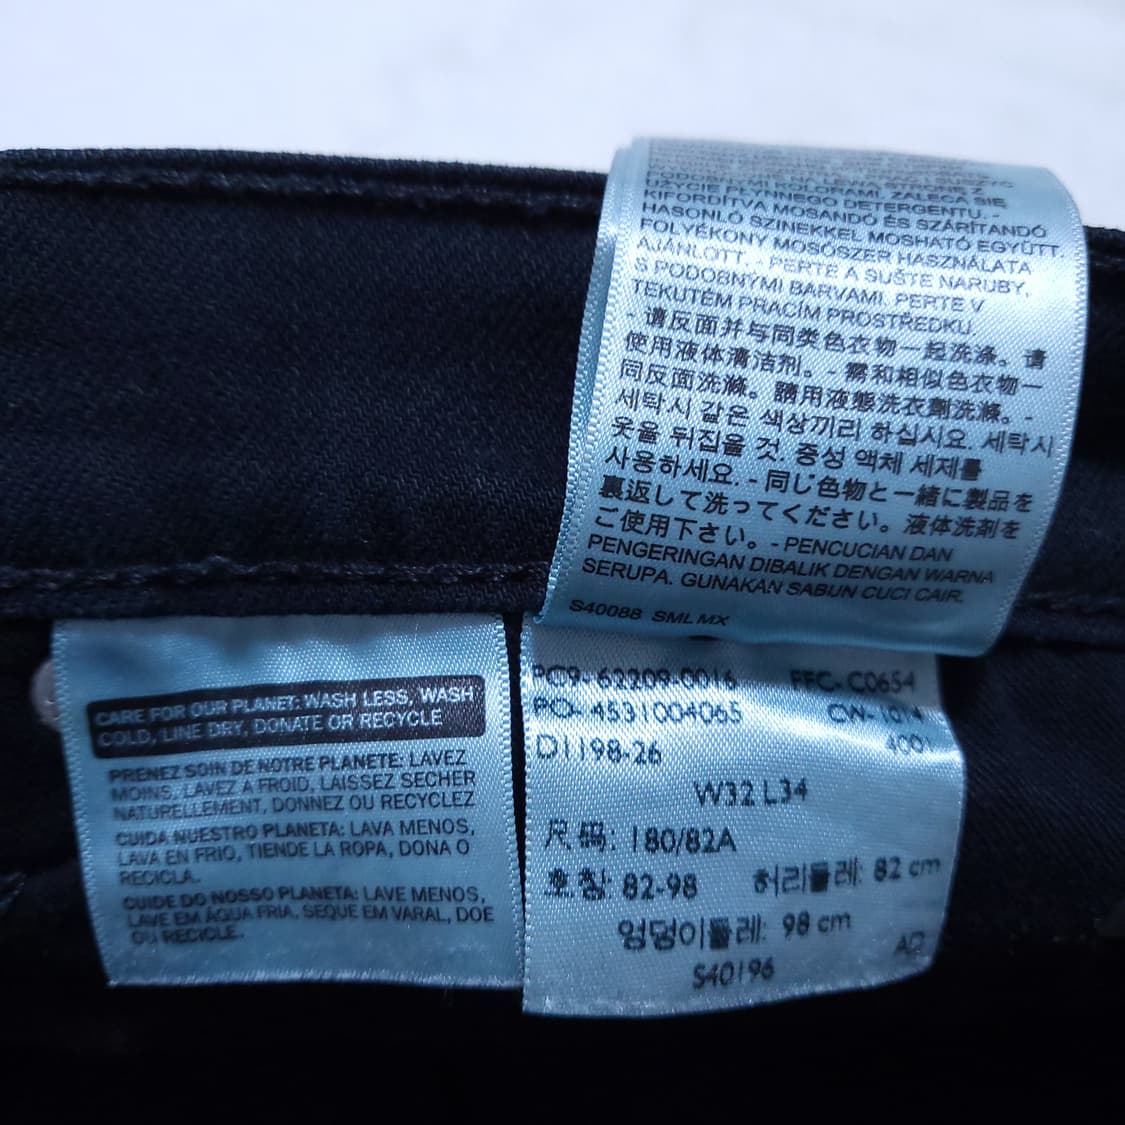 UŻYCIE PŁYNNEGO DETERGENTU. -
KIFORDÍTVA MOSANDÓ ÉS SZÁRÍTANDÓ
HASONLÓ SZINEKKEL MOSHATÓ EGYÜTT.
FOLYÉKONY MOSÓSZER HASZNÁLATA
AJÁNLOTT. - PERTE A SUŠTE NARUBY,
S PODOBNÝMI BARVAMI. PERTE V
TEKUTÉM PRACÍM PROSTŘEDKU
- 请反面并与同类色衣物一起洗涤。请
使用液体清洁剂。- 需和相似色衣物一
同反面洗滌。請用液態洗衣劑洗滌。-
세탁시 같은 색상끼리 하십시요. 세탁시
옷을 뒤집을 것. 중성 액체 세제를
사용하세요. - 同じ色物と一緒に製品を
裏返して洗ってください。液体洗剤を
ご使用下さい。- PENCUCIAN DAN
PENGERINGAN DIBALIK DENGAN WARNA
SERUPA. GUNAKAN SABUN CUCI CAIR.
S40088 SML MX
CARE FOR OUR PLANET: WASH LESS, WASH
COLD, LINE DRY, DONATE OR RECYCLE
PRENEZ SOIN DE NOTRE PLANETE: LAVEZ
MOINS, LAVEZ A FROID, LAISSEZ SECHER
NATURELLEMENT, DONNEZ OU RECYCLEZ
CUIDA NUESTRO PLANETA: LAVA MENOS,
LAVA EN FRIO, TIENDE LA ROPA, DONA O
RECICLA.
CUIDE DO NOSSO PLANETA: LAVE MENOS,
LAVE EM ÁGUA FRIA, SEQUE EM VARAL, DOE
OU RECICLE.
PC9-62209-0016 FFC- C0654
PO- 4531004065 CW-1014
D1198-26 4001
W32 L34
尺码: 180/82A
호칭: 82-98 허리둘레: 82 cm
엉덩이둘레: 98 cm
AD
S40196